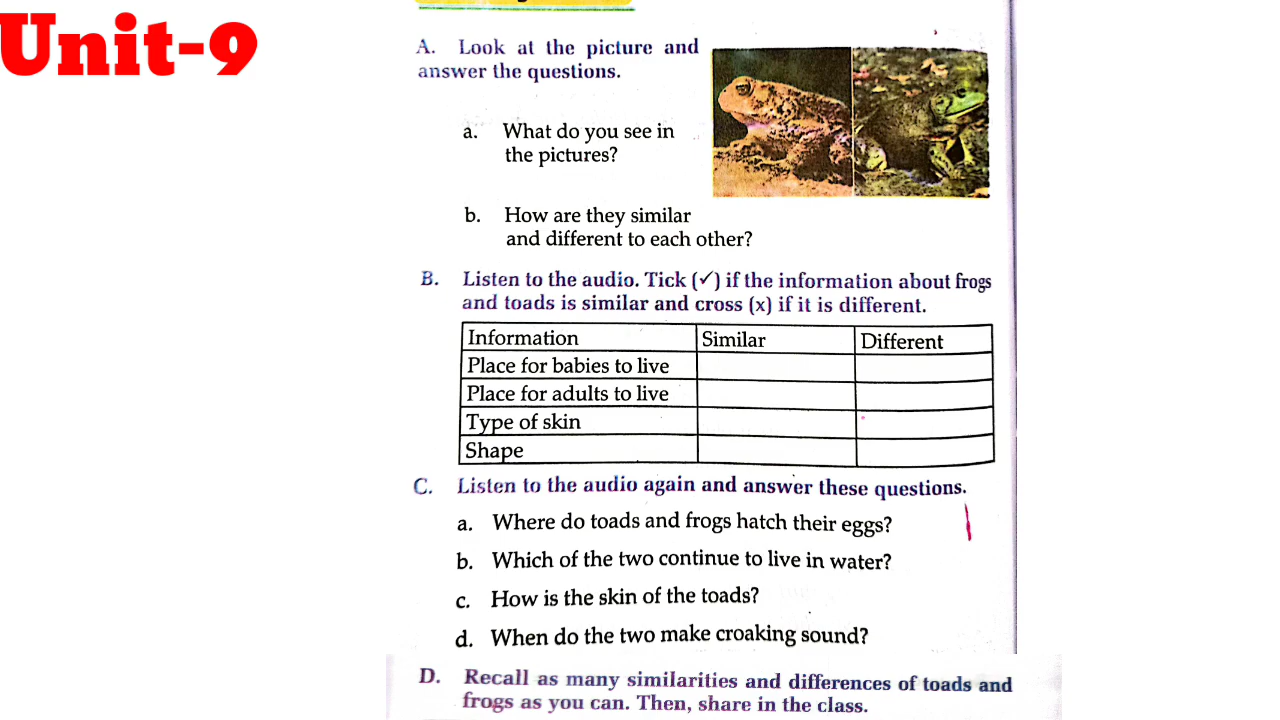 Unit-9
A. Look at the picture and
answer the questions.
a. What do you see in
the pictures?
b. How are they similar
and different to each other?
B. Listen to the audio. Tick (✓) if the information about frogs
and toads is similar and cross (x) if it is different.
Information Similar Different
Place for babies to live
Place for adults to live
Type of skin
Shape
C. Listen to the audio again and answer these questions.
a. Where do toads and frogs hatch their eggs?
b. Which of the two continue to live in water?
c. How is the skin of the toads?
d. When do the two make croaking sound?
D. Recall as many similarities and differences of toads and
frogs as you can. Then, share in the class.